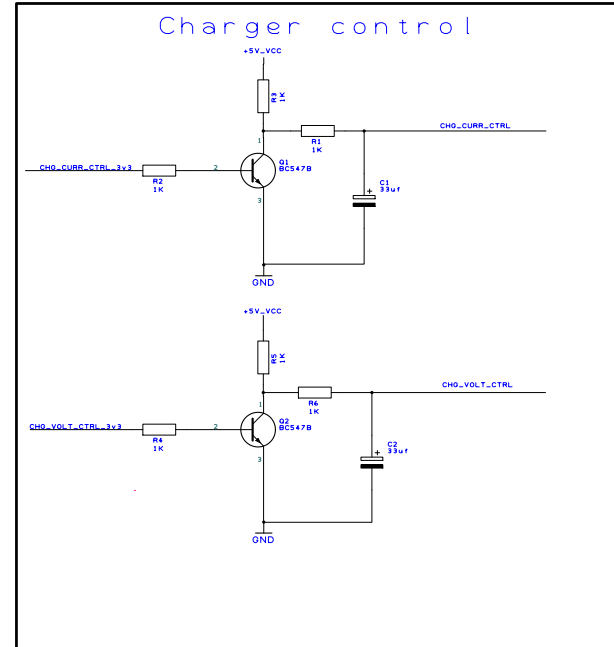 Charger control
+5V_VCC
R3
1K
CHG_CURR_CTRL
1
R1
1K
CHG_CURR_CTRL_3v3
R2
1K
2
Q1
BC547B
3
C1
33uf
+
GND
+5V_VCC
R5
1K
CHG_VOLT_CTRL
1
R6
1K
CHG_VOLT_CTRL_3v3
R4
1K
2
Q2
BC547B
3
C2
33uf
+
GND